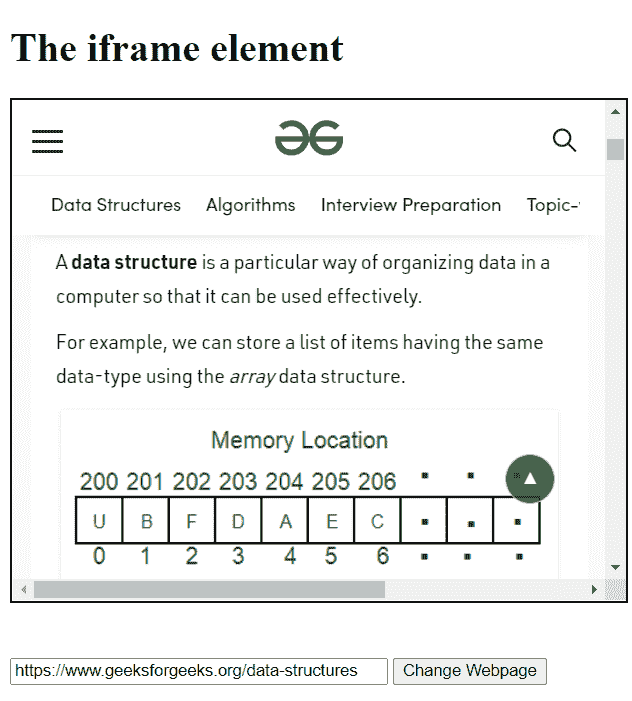 The iframe element
Data Structures Algorithms Interview Preparation Topic-
A data structure is a particular way of organizing data in a
computer so that it can be used effectively.
For example, we can store a list of items having the same
data-type using the array data structure.
Memory Location
200 201 202 203 204 205 206
U B F D A E C
0 1 2 3 4 5 6
https://www.geeksforgeeks.org/data-structures Change Webpage